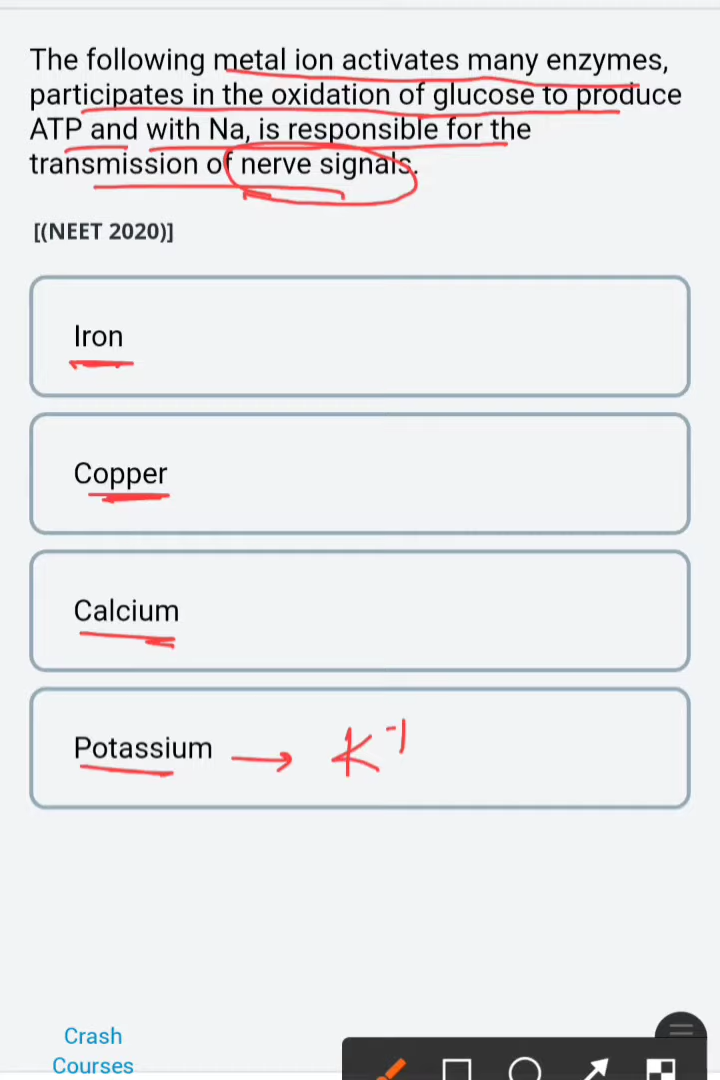 The following metal ion activates many enzymes,
participates in the oxidation of glucose to produce
ATP and with Na, is responsible for the
transmission of nerve signals.
[(NEET 2020)]
Iron
Copper
Calcium
Potassium → K⁺
Crash
Courses